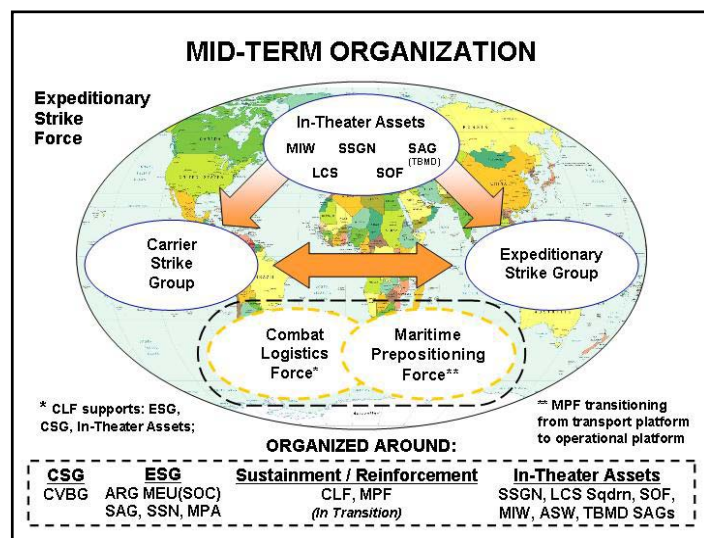 MID-TERM ORGANIZATION
Expeditionary
Strike
Force
In-Theater Assets
MIW SSGN SAG
(TBMD)
LCS SOF
Carrier
Strike
Group
Expeditionary
Strike Group
Combat
Logistics
Force*
Maritime
Prepositioning
Force**
* CLF supports: ESG,
CSG, In-Theater Assets;
** MPF transitioning
from transport platform
to operational platform
ORGANIZED AROUND:
CSG
CVBG
ESG
ARG MEU(SOC)
SAG, SSN, MPA
Sustainment / Reinforcement
CLF, MPF
(In Transition)
In-Theater Assets
SSGN, LCS Sqdrn, SOF,
MIW, ASW, TBMD SAGs